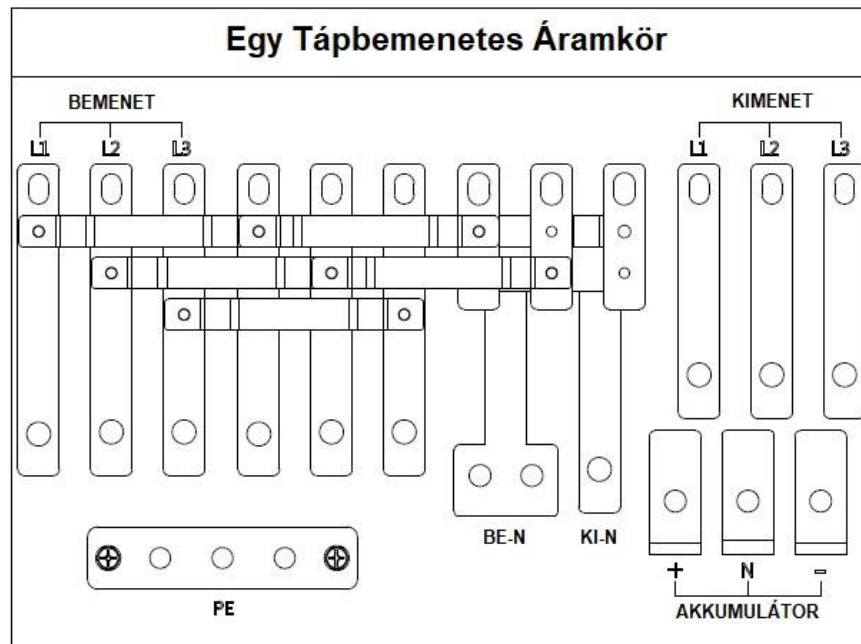 Egy Tápbemenetes Áramkör
BEMENET
KIMENET
L1 L2 L3
L1 L2 L3
BE-N
KI-N
PE
+ N -
AKKUMULÁTOR